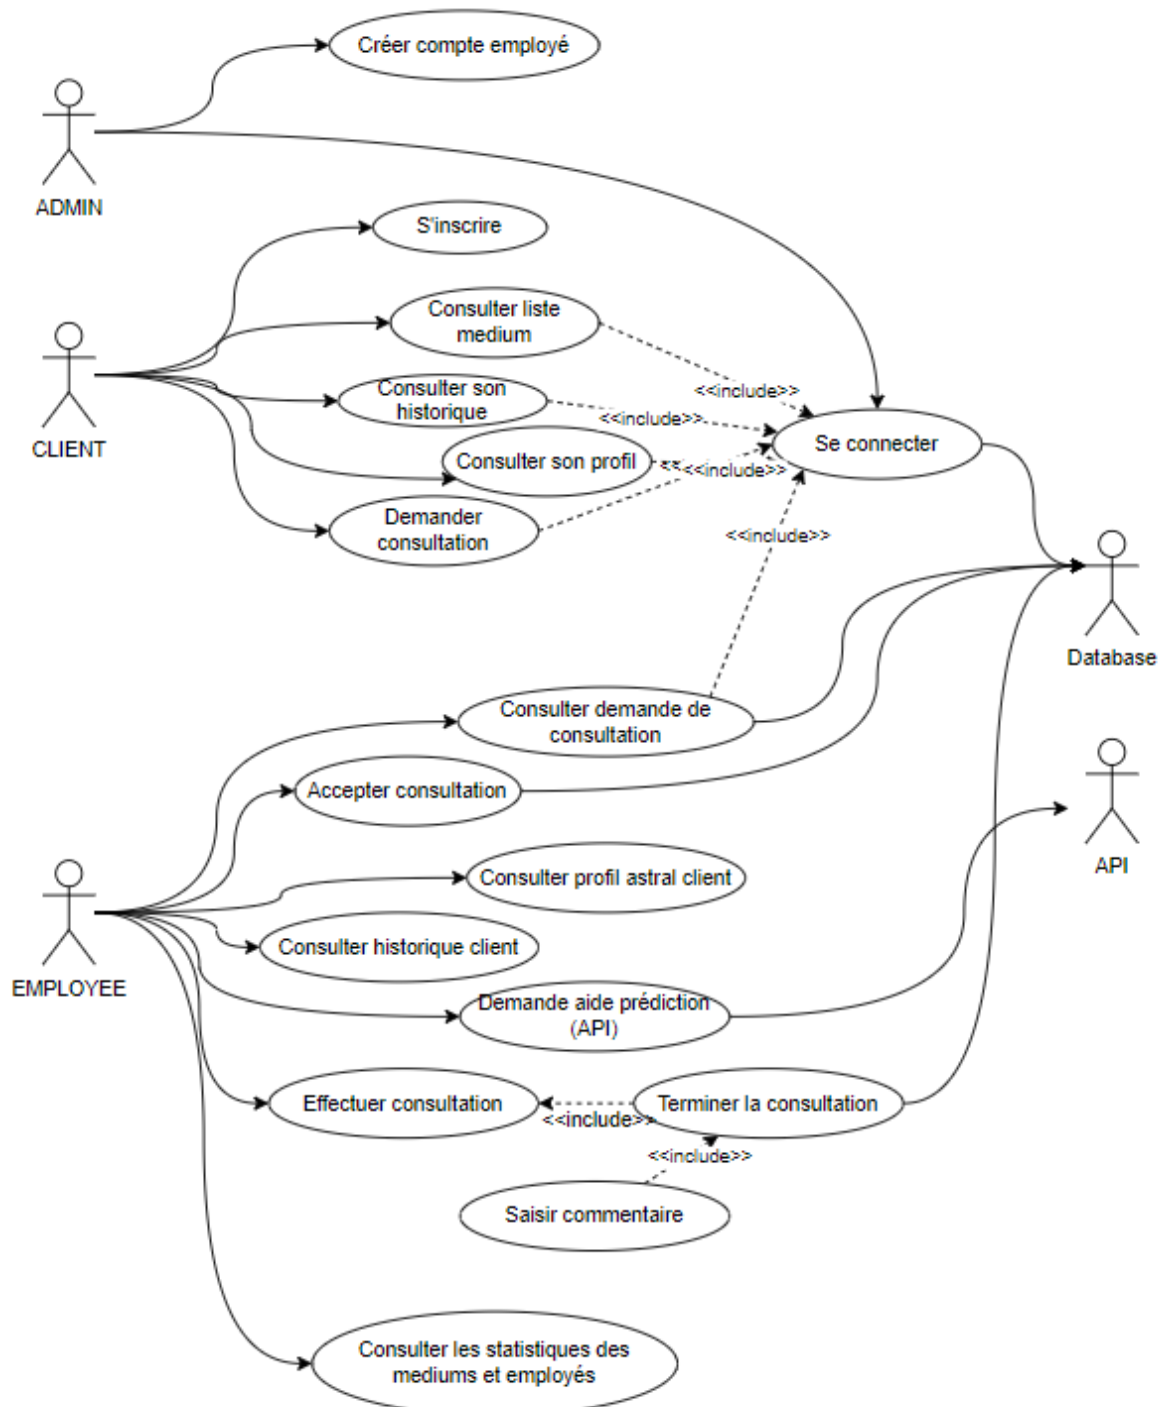 Créer compte employé
ADMIN
S'inscrire
Consulter liste
medium
<<include>>
CLIENT
Consulter son
historique
<<include>>
Se connecter
Consulter son profil
<<include>>
Demander
consultation
<<include>>
Database
Consulter demande de
consultation
Accepter consultation
API
Consulter profil astral client
EMPLOYEE
Consulter historique client
Demande aide prédiction
(API)
Effectuer consultation
<<include>>
Terminer la consultation
<<include>>
Saisir commentaire
Consulter les statistiques des
mediums et employés